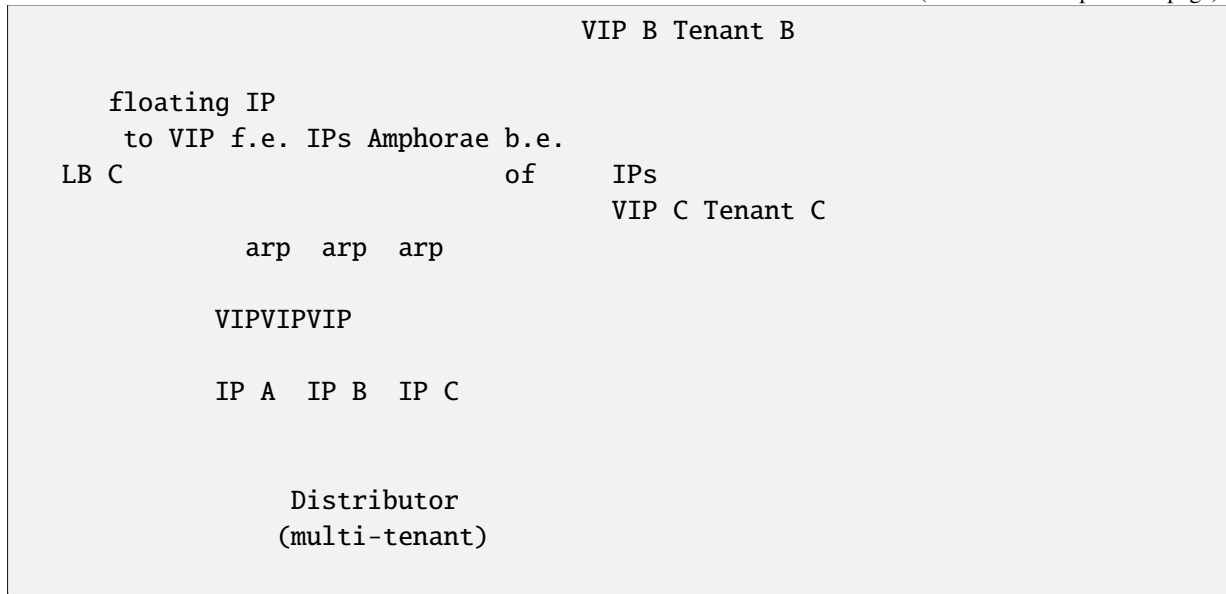 VIP B Tenant B
floating IP
to VIP f.e. IPs Amphorae b.e.
LB C of IPs
VIP C Tenant C
arp arp arp
VIPVIPVIP
IP A IP B IP C
Distributor
(multi-tenant)